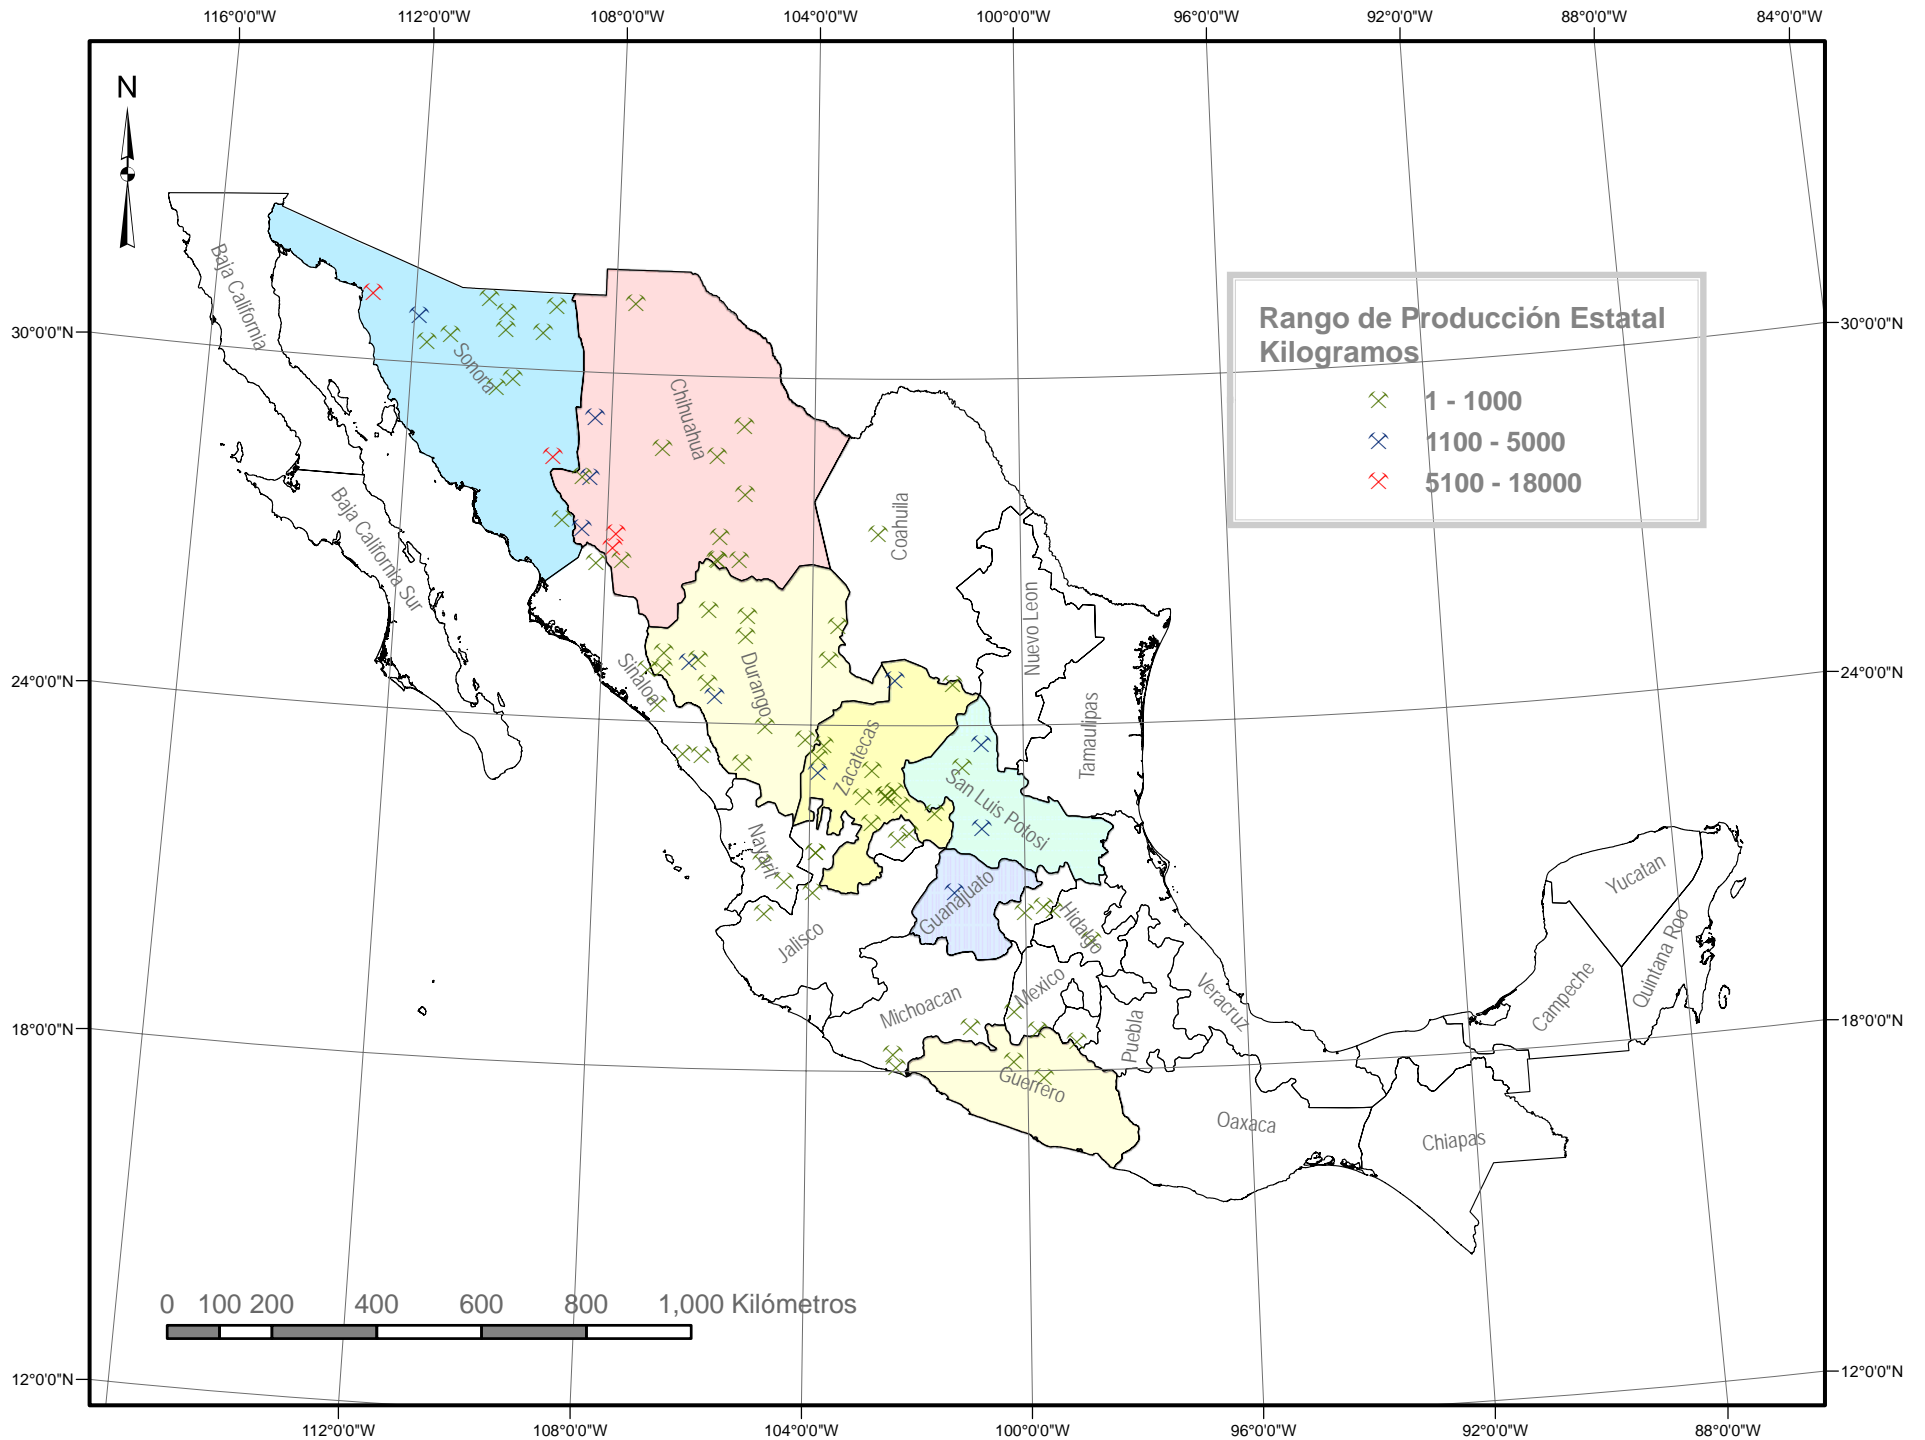 116°0'0"W 112°0'0"W 108°0'0"W 104°0'0"W 100°0'0"W 96°0'0"W 92°0'0"W 88°0'0"W 84°0'0"W
N
Baja California
Rango de Producción Estatal
Kilogramos
30°0'0"N
30°0'0"N
Sonora
Chihuahua
1 - 1000
1100 - 5000
5100 - 18000
Baja California Sur
Coahuila
Nuevo Leon
24°0'0"N
24°0'0"N
Sinaloa
Durango
Tamaulipas
Zacatecas
San Luis Potosi
Nayarit
Guanajuato
Hidalgo
Jalisco
Yucatan
Quintana Roo
Campeche
Michoacan
Mexico
Veracruz
Puebla
18°0'0"N
18°0'0"N
Guerrero
Oaxaca
Chiapas
0 100 200 400 600 800 1,000 Kilómetros
12°0'0"N
12°0'0"N
112°0'0"W 108°0'0"W 104°0'0"W 100°0'0"W 96°0'0"W 92°0'0"W 88°0'0"W